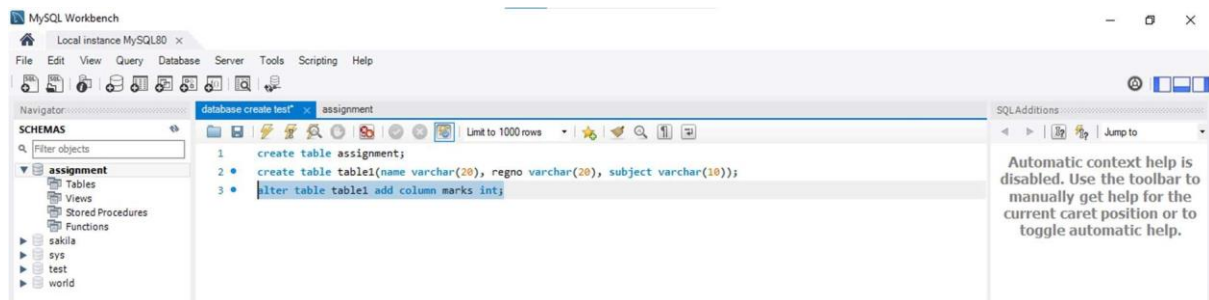 MySQL Workbench
Local instance MySQL80 ×
File Edit View Query Database Server Tools Scripting Help
Navigator
SCHEMAS
Filter objects
assignment
Tables
Views
Stored Procedures
Functions
sakila
sys
test
world
database create test* × assignment
Limit to 1000 rows
1 create table assignment;
2 create table table1(name varchar(20), regno varchar(20), subject varchar(10));
3 alter table table1 add column marks int;
SQLAdditions
Jump to
Automatic context help is
disabled. Use the toolbar to
manually get help for the
current caret position or to
toggle automatic help.